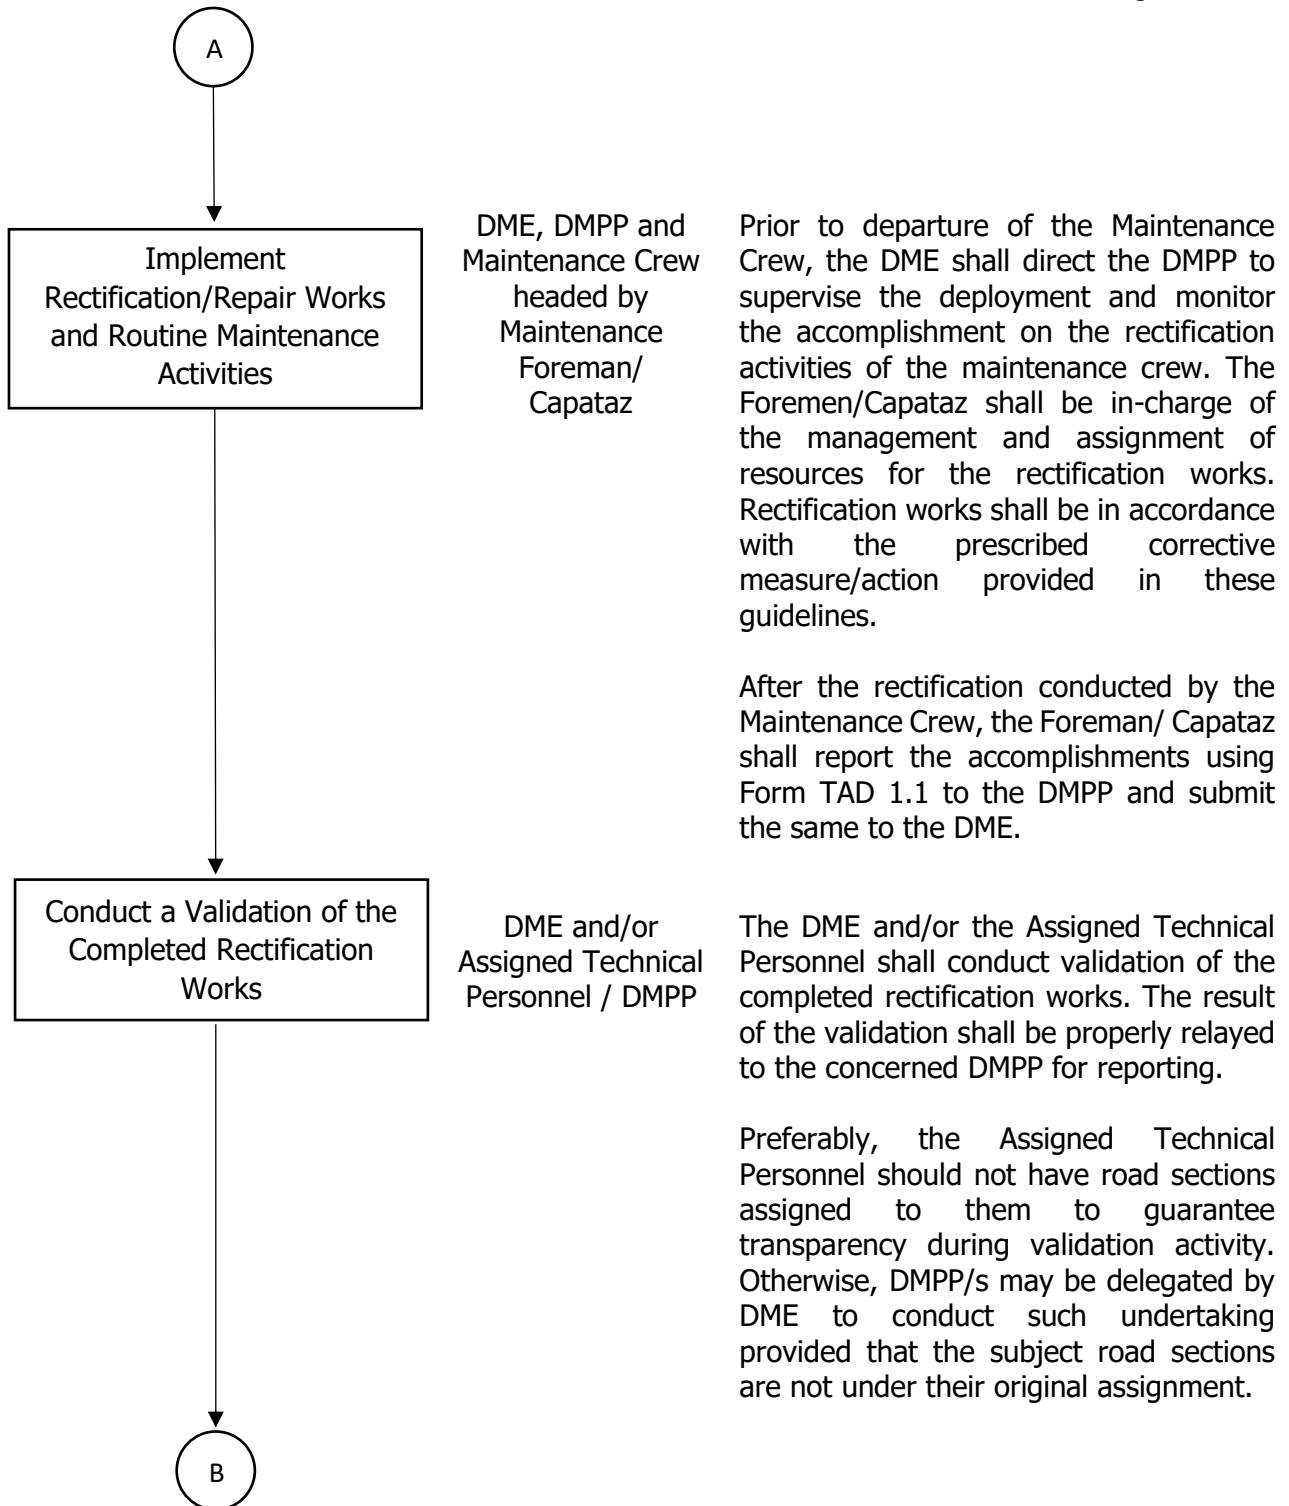 A
Implement
Rectification/Repair Works
and Routine Maintenance
Activities
DME, DMPP and
Maintenance Crew
headed by
Maintenance
Foreman/
Capataz
Prior to departure of the Maintenance
Crew, the DME shall direct the DMPP to
supervise the deployment and monitor
the accomplishment on the rectification
activities of the maintenance crew. The
Foremen/Capataz shall be in-charge of
the management and assignment of
resources for the rectification works.
Rectification works shall be in accordance
with the prescribed corrective
measure/action provided in these
guidelines.
After the rectification conducted by the
Maintenance Crew, the Foreman/ Capataz
shall report the accomplishments using
Form TAD 1.1 to the DMPP and submit
the same to the DME.
Conduct a Validation of the
Completed Rectification
Works
DME and/or
Assigned Technical
Personnel / DMPP
The DME and/or the Assigned Technical
Personnel shall conduct validation of the
completed rectification works. The result
of the validation shall be properly relayed
to the concerned DMPP for reporting.
Preferably, the Assigned Technical
Personnel should not have road sections
assigned to them to guarantee
transparency during validation activity.
Otherwise, DMPP/s may be delegated by
DME to conduct such undertaking
provided that the subject road sections
are not under their original assignment.
B